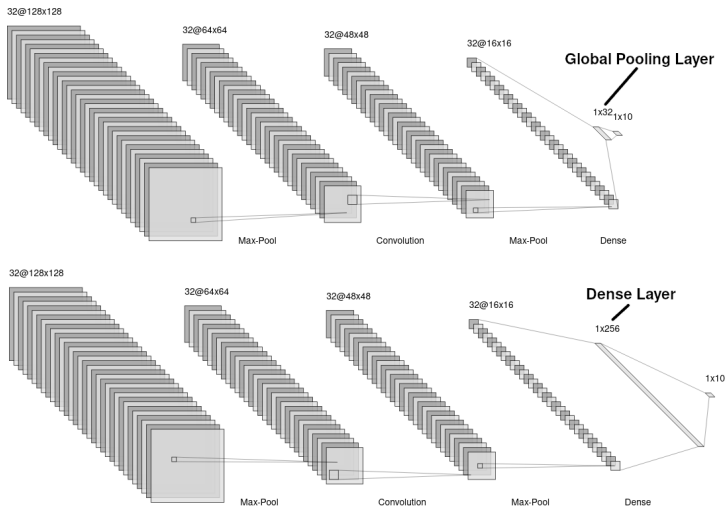 32@128x128
32@64x64
32@48x48
32@16x16
Global Pooling Layer
1x32
1x10
Max-Pool
Convolution
Max-Pool
Dense
32@128x128
32@64x64
32@48x48
32@16x16
Dense Layer
1x256
1x10
Max-Pool
Convolution
Max-Pool
Dense